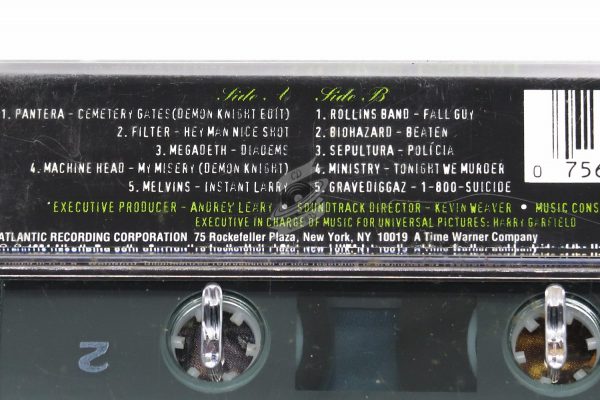 Side A Side B
1. PANTERA - CEMETERY GATES (DEMON KNIGHT EDIT) 1. ROLLINS BAND - FALL GUY
2. FILTER - HEY MAN NICE SHOT 2. BIOHAZARD - BEATEN
3. MEGADETH - DIADEMS 3. SEPULTURA - POLÍCIA
4. MACHINE HEAD - MY MISERY (DEMON KNIGHT) 4. MINISTRY - TONIGHT WE MURDER
5. MELVINS - INSTANT LARRY 5. GRAVEDIGGAZ - 1-800-SUICIDE
0 756
EXECUTIVE PRODUCER - ANDREY LEARY • SOUNDTRACK DIRECTOR - KEVIN WEAVER • MUSIC CONS
EXECUTIVE IN CHARGE OF MUSIC FOR UNIVERSAL PICTURES: HARRY GARFIELD
ATLANTIC RECORDING CORPORATION 75 Rockefeller Plaza, New York, NY 10019 A Time Warner Company
2